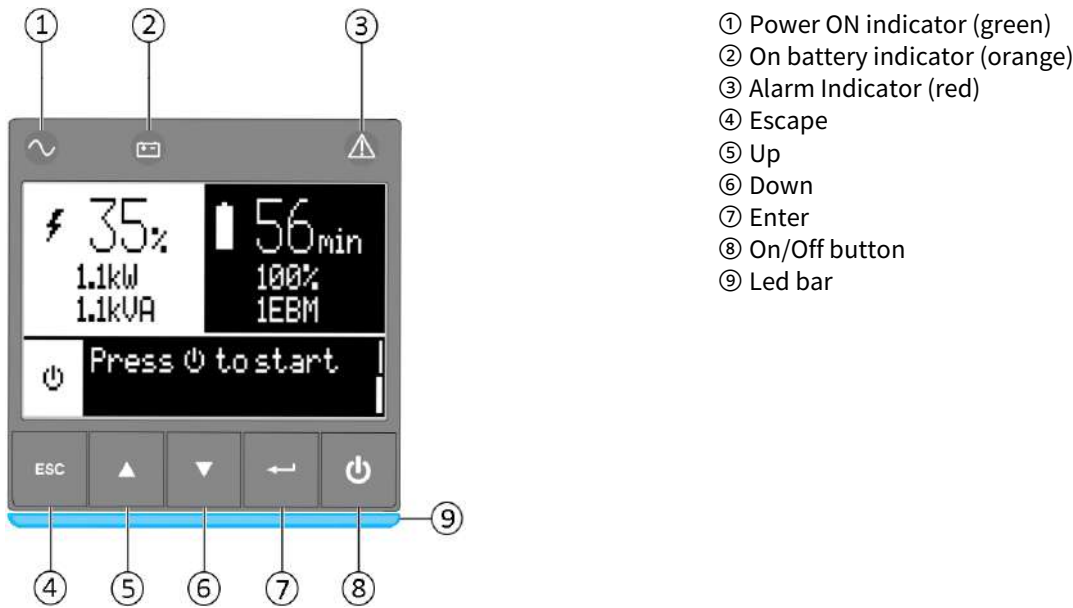 ① ② ③
① Power ON indicator (green)
② On battery indicator (orange)
③ Alarm Indicator (red)
④ Escape
⑤ Up
⑥ Down
⑦ Enter
⑧ On/Off button
⑨ Led bar
35% 56min
1.1kW 100%
1.1kVA 1EBM
Press ⏻ to start
ESC
⑨
④ ⑤ ⑥ ⑦ ⑧